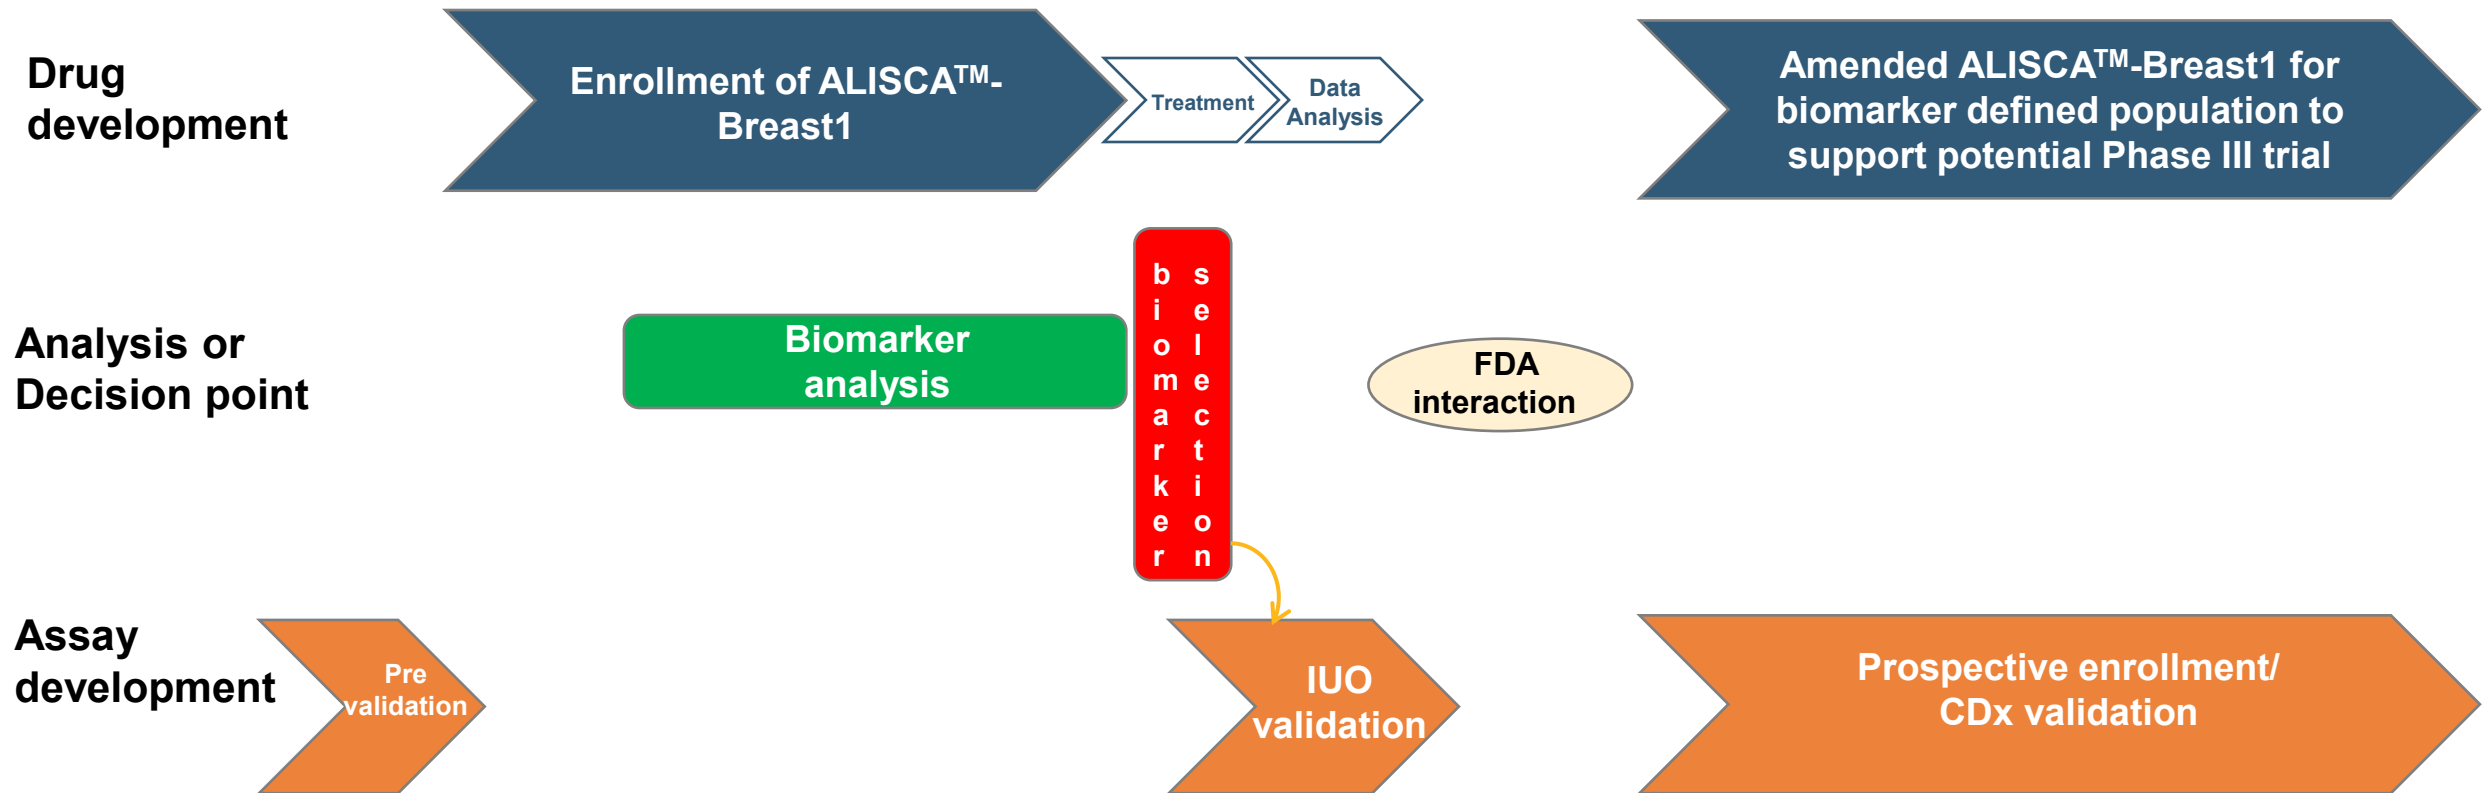 Drug
development
Enrollment of ALISCA™-
Breast1
Treatment
Data
Analysis
Amended ALISCA™-Breast1 for
biomarker defined population to
support potential Phase III trial
Analysis or
Decision point
Biomarker
analysis
biomarker
selection
FDA
interaction
Assay
development
Pre
validation
IUO
validation
Prospective enrollment/
CDx validation